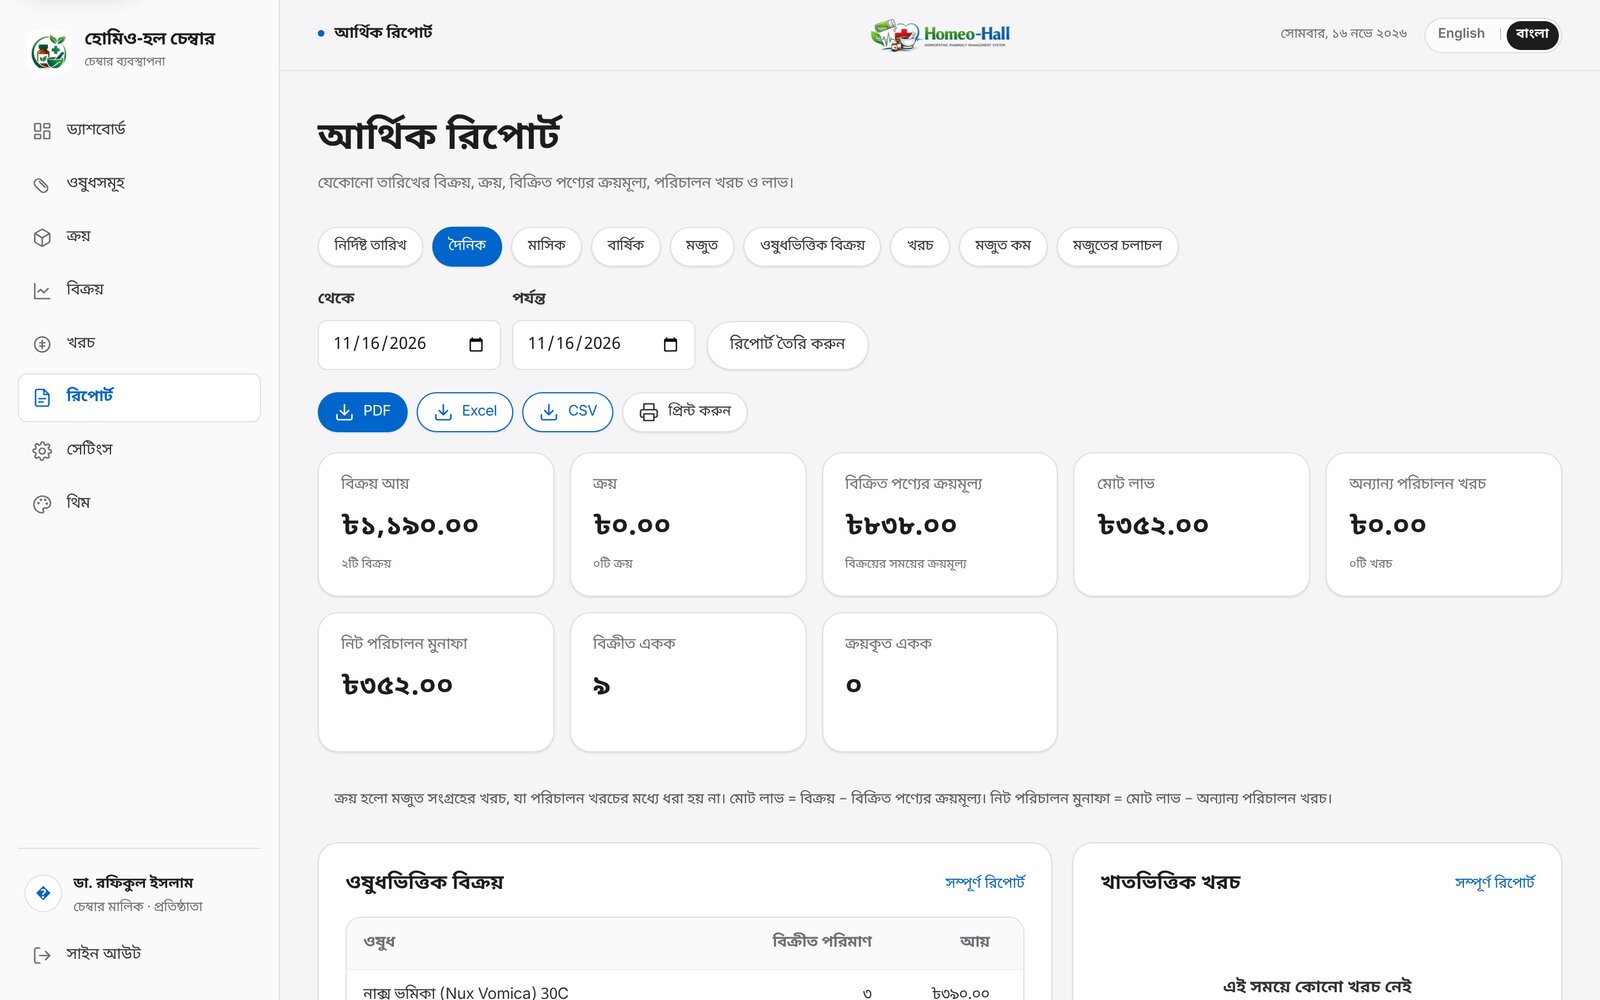 হোমিও-হল চেম্বার
চেম্বার ব্যবস্থাপনা
ড্যাশবোর্ড
ওষুধসমূহ
ক্রয়
বিক্রয়
খরচ
রিপোর্ট
সেটিংস
থিম
ডা. রফিকুল ইসলাম
চেম্বার মালিক · প্রতিষ্ঠাতা
সাইন আউট
আর্থিক রিপোর্ট
Homeo-Hall
HOMEOPATHIC PHARMACY MANAGEMENT SYSTEM
সোমবার, ১৬ নভে ২০২৬
English | বাংলা
আর্থিক রিপোর্ট
যেকোনো তারিখের বিক্রয়, ক্রয়, বিক্রিত পণ্যের ক্রয়মূল্য, পরিচালন খরচ ও লাভ।
নির্দিষ্ট তারিখ দৈনিক মাসিক বার্ষিক মজুত ওষুধভিত্তিক বিক্রয় খরচ মজুত কম মজুতের চলাচল
থেকে পর্যন্ত
11/16/2026 11/16/2026 রিপোর্ট তৈরি করুন
PDF Excel CSV প্রিন্ট করুন
বিক্রয় আয়
৳১,১৯০.০০
২টি বিক্রয়
ক্রয়
৳০.০০
০টি ক্রয়
বিক্রিত পণ্যের ক্রয়মূল্য
৳৮৩৮.০০
বিক্রয়ের সময়ের ক্রয়মূল্য
মোট লাভ
৳৩৫২.০০
অন্যান্য পরিচালন খরচ
৳০.০০
০টি খরচ
নিট পরিচালন মুনাফা
৳৩৫২.০০
বিক্রীত একক
৯
ক্রয়কৃত একক
০
ক্রয় হলো মজুত সংগ্রহের খরচ, যা পরিচালন খরচের মধ্যে ধরা হয় না। মোট লাভ = বিক্রয় − বিক্রিত পণ্যের ক্রয়মূল্য। নিট পরিচালন মুনাফা = মোট লাভ − অন্যান্য পরিচালন খরচ।
ওষুধভিত্তিক বিক্রয় সম্পূর্ণ রিপোর্ট
ওষুধ বিক্রীত পরিমাণ আয়
নাক্স ভমিকা (Nux Vomica) 30C ৩ ৳৩৯০.০০
খাতভিত্তিক খরচ সম্পূর্ণ রিপোর্ট
এই সময়ে কোনো খরচ নেই